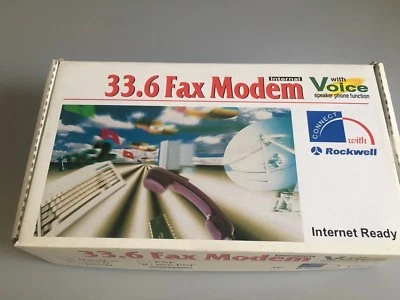 33.6 Fax Modem Internal with Voice
speaker phone function
CONNECT
with
Rockwell
Internet Ready
33.6 Fax Modem